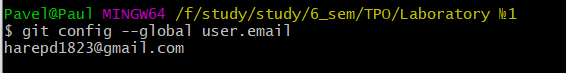 Pavel@Paul MINGW64 /f/study/study/6_sem/TPO/Laboratory №1
$ git config --global user.email
harepd1823@gmail.com